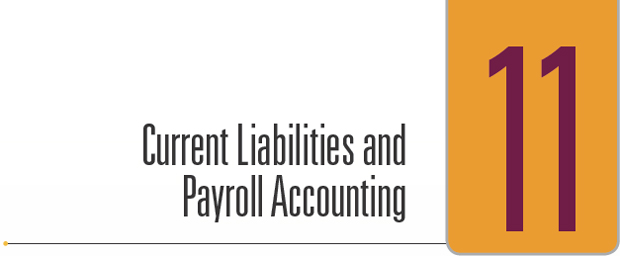 Current Liabilities and
Payroll Accounting
11